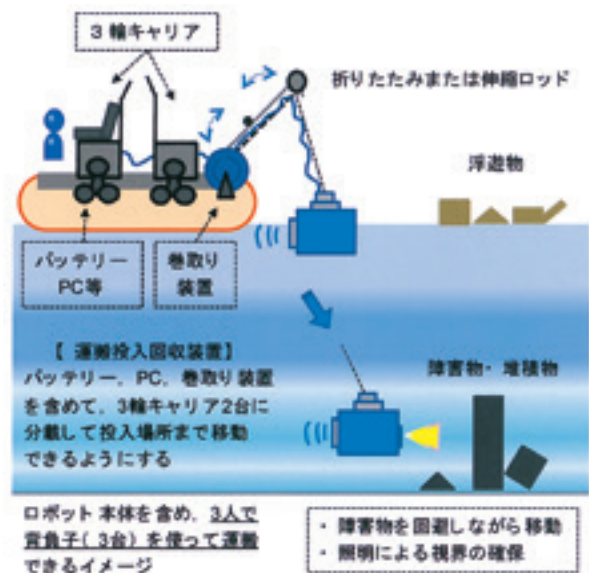 3輪キャリア
折りたたみまたは伸縮ロッド
浮遊物
バッテリー
PC等
巻取り
装置
【 運搬投入回収装置】
バッテリー,PC,巻取り装置
を含めて,3輪キャリア2台に
分載して投入場所まで移動
できるようにする
障害物・堆積物
ロボット本体を含め,3人で
背負子(3台)を使って運搬
できるイメージ
・障害物を回避しながら移動
・照明による視界の確保